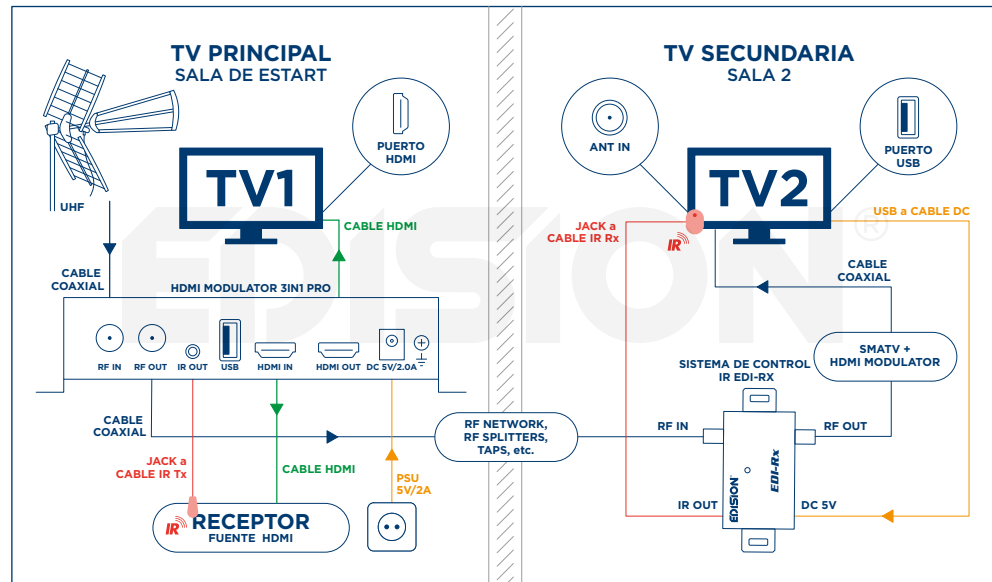 TV PRINCIPAL
SALA DE ESTART
PUERTO
HDMI
TV1
UHF
CABLE HDMI
CABLE
COAXIAL
HDMI MODULATOR 3IN1 PRO
RF IN
RF OUT
IR OUT
USB
HDMI IN
HDMI OUT
DC 5V/2.0A
CABLE
COAXIAL
JACK a
CABLE IR Tx
CABLE HDMI
PSU
5V/2A
IR
RECEPTOR
FUENTE HDMI
RF NETWORK,
RF SPLITTERS,
TAPS, etc.
TV SECUNDARIA
SALA 2
ANT IN
PUERTO
USB
TV2
USB a CABLE DC
JACK a
CABLE IR Rx
IR
CABLE
COAXIAL
SMATV +
HDMI MODULATOR
SISTEMA DE CONTROL
IR EDI-RX
RF IN
RF OUT
EDISION
EDI-Rx
IR OUT
DC 5V
EDISION®